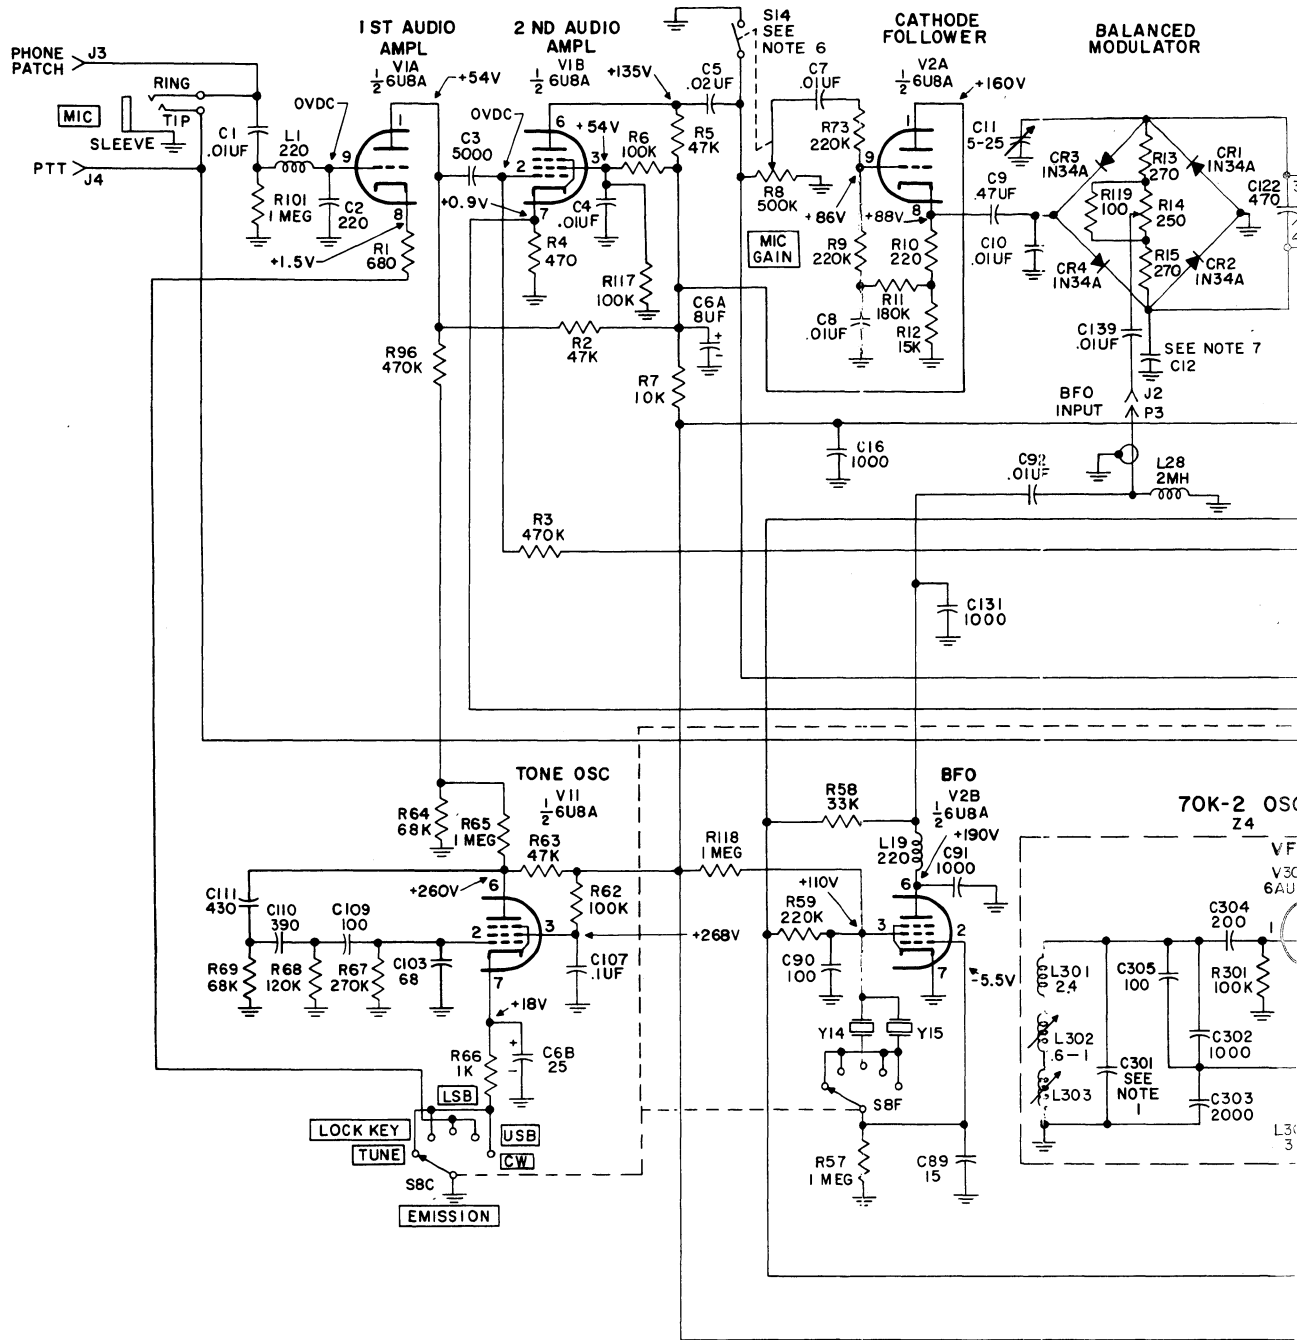 PHONE
PATCH
J3
RING
TIP
MIC
SLEEVE
PTT
J4
C1
.01UF
L1
220
R101
1 MEG
C2
220
0VDC
9
1ST AUDIO
AMPL
V1A
1/2 6U8A
+54V
1
8
+1.5V
R1
680
C3
5000
0VDC
2 ND AUDIO
AMPL
V1B
1/2 6U8A
6
2
3
7
+54V
+0.9V
R4
470
C4
.01UF
R6
100K
R117
100K
+135V
R5
47K
C5
.02UF
R2
47K
C6A
8UF
+
-
R7
10K
R96
470K
R3
470K
S14
SEE
NOTE 6
C7
.01UF
R8
500K
MIC
GAIN
R73
220K
CATHODE
FOLLOWER
V2A
1/2 6U8A
+160V
1
9
8
+86V
+88V
R9
220K
R10
220
R11
180K
C8
.01UF
R12
15K
C9
.47UF
C10
.01UF
BALANCED
MODULATOR
C11
5-25
CR3
1N34A
R13
270
CR1
1N34A
R119
100
R14
250
CR4
1N34A
R15
270
CR2
1N34A
C122
470
3
4
C139
.01UF
SEE NOTE 7
C12
BFO
INPUT
J2
P3
C16
1000
C92
.01UF
L28
2MH
C131
1000
TONE OSC
V11
1/2 6U8A
R64
68K
R65
1 MEG
R63
47K
R62
100K
+260V
6
2
3
7
+268V
C111
430
C110
390
C109
100
R69
68K
R68
120K
R67
270K
C103
68
C107
.1UF
+18V
R66
1K
+
-
C6B
25
LSB
LOCK KEY
USB
TUNE
CW
S8C
EMISSION
R118
1 MEG
BFO
V2B
1/2 6U8A
R58
33K
L19
220
+190V
C91
1000
+110V
R59
220K
6
3
2
7
C90
100
-5.5V
Y14
Y15
S8F
R57
1 MEG
C89
15
70K-2 OSC
Z4
L301
2.4
L302
.6-1
L303
C301
SEE
NOTE
1
C305
100
C304
200
1
R301
100K
C302
1000
C303
2000